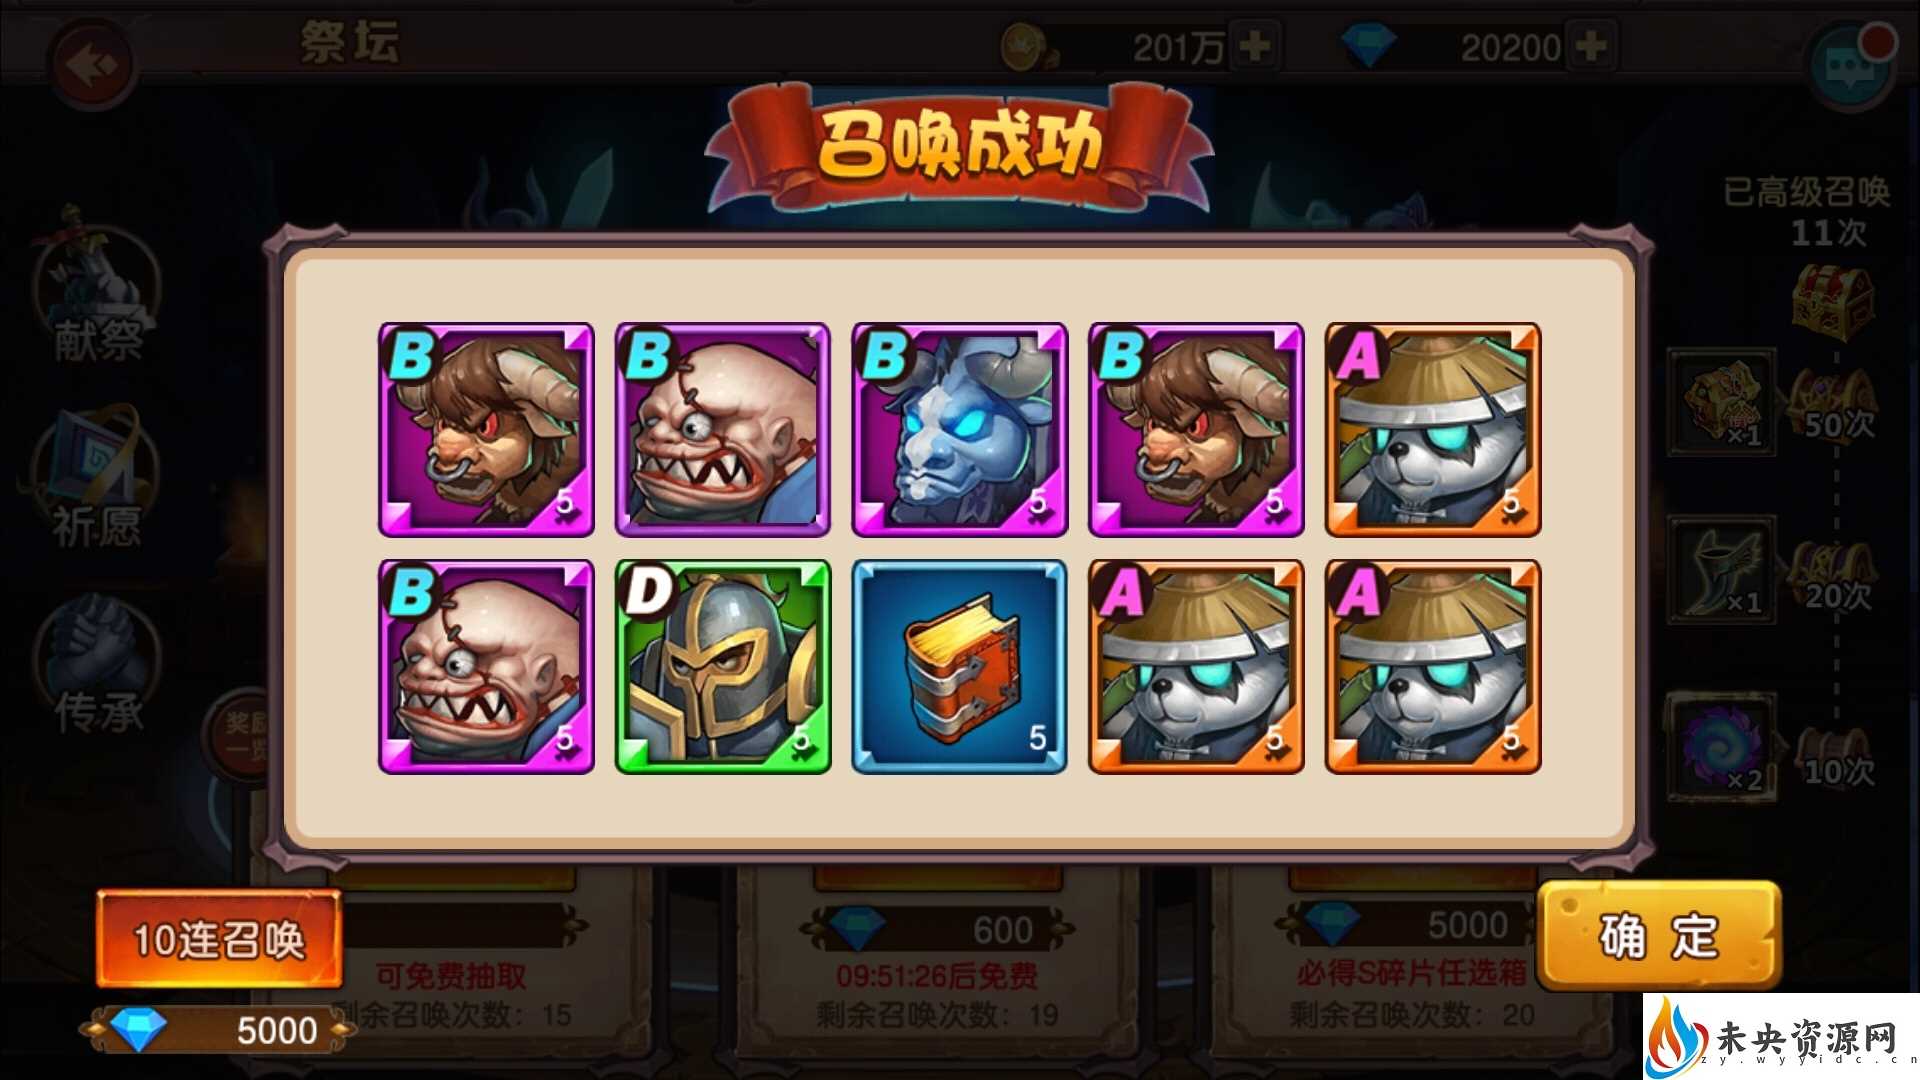 祭坛
201万
20200
召唤成功
已高级召唤
11次
献祭
祈愿
传承
B
5
B
B
5
B
5
A
5
B
5
D
5
5
A
5
A
5
×1
50次
×1
20次
×2
10次
奖励
一览
10连召唤
5000
可免费抽取
剩余召唤次数：15
600
09:51:26后免费
剩余召唤次数：19
5000
必得S碎片任选箱
剩余召唤次数：20
确定
未央资源网
zy.wyyidc.cn